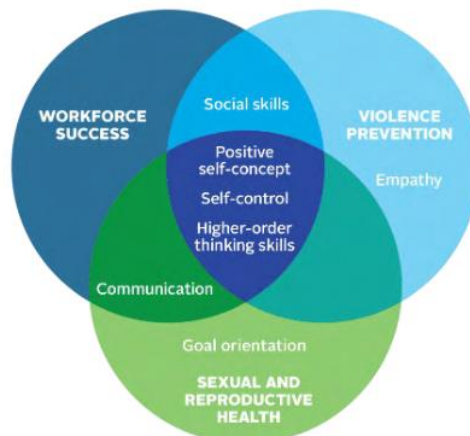 Social skills
WORKFORCE
SUCCESS
VIOLENCE
PREVENTION
Positive
self-concept
Empathy
Self-control
Higher-order
thinking skills
Communication
Goal orientation
SEXUAL AND
REPRODUCTIVE
HEALTH